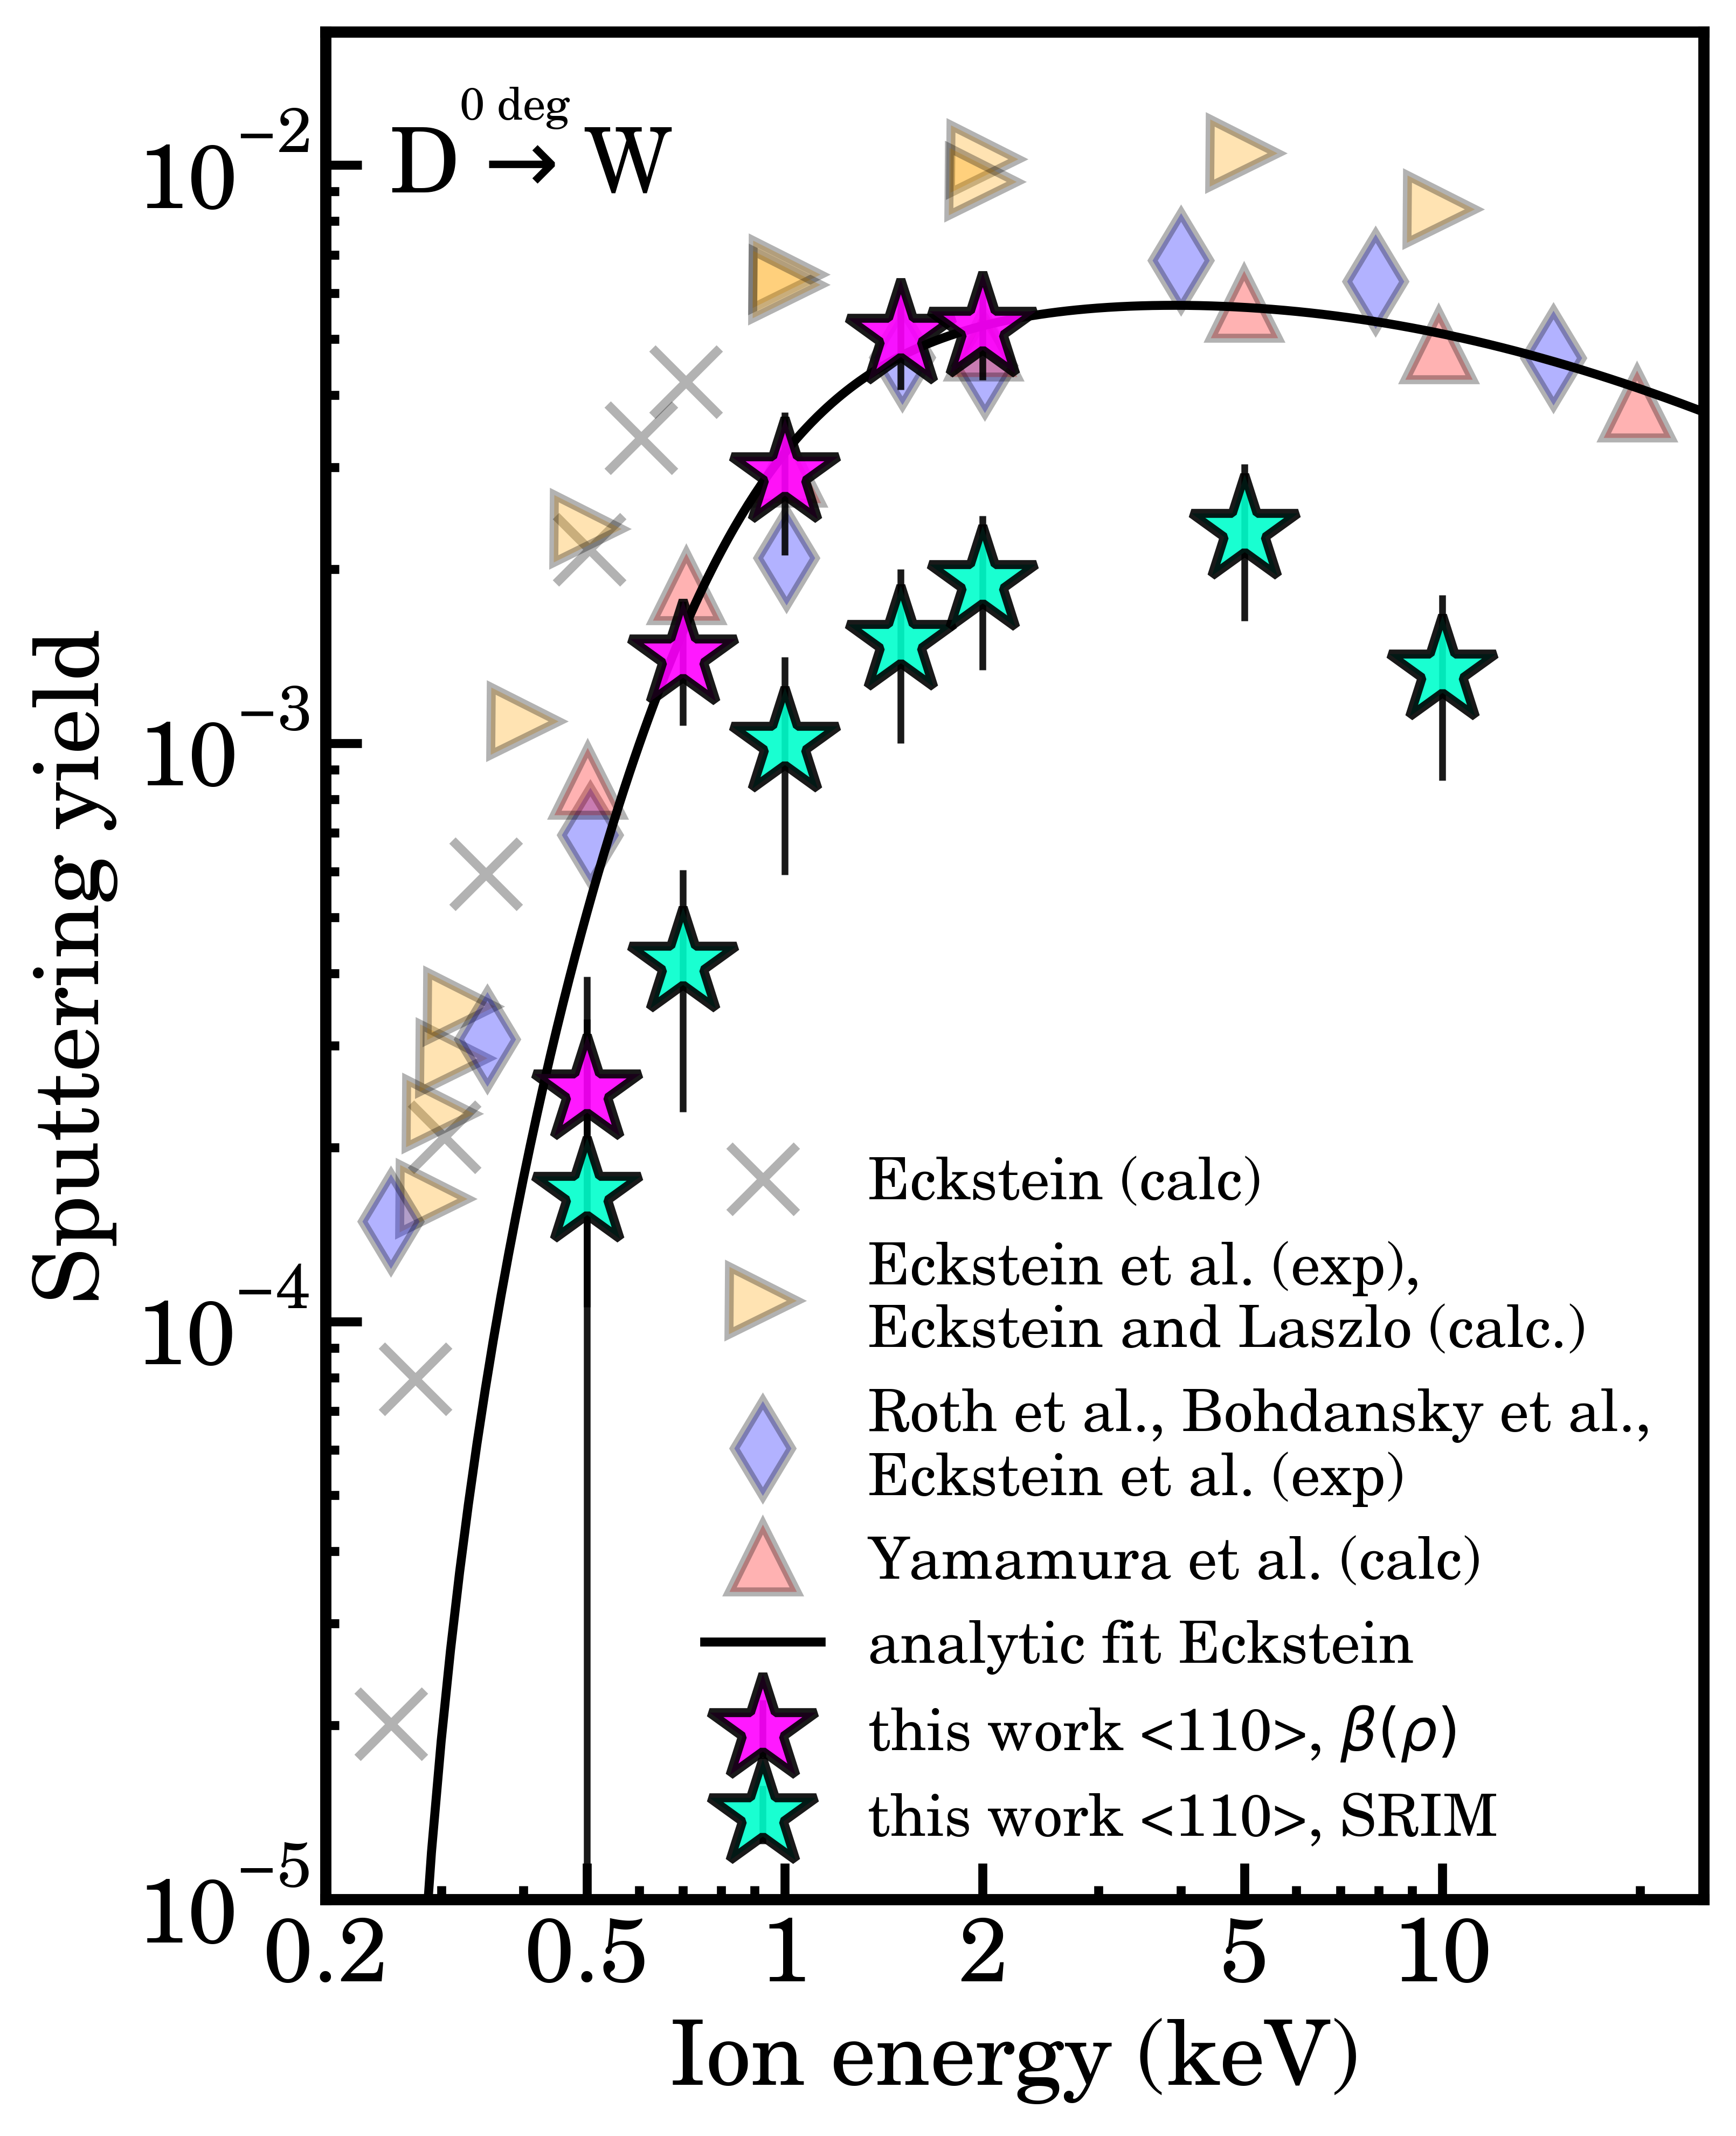 0 deg
D → W
10⁻²
10⁻³
10⁻⁴
10⁻⁵
Sputtering yield
Eckstein (calc)
Eckstein et al. (exp),
Eckstein and Laszlo (calc.)
Roth et al., Bohdansky et al.,
Eckstein et al. (exp)
Yamamura et al. (calc)
analytic fit Eckstein
this work <110>, β(ρ)
this work <110>, SRIM
0.2 0.5 1 2 5 10
Ion energy (keV)